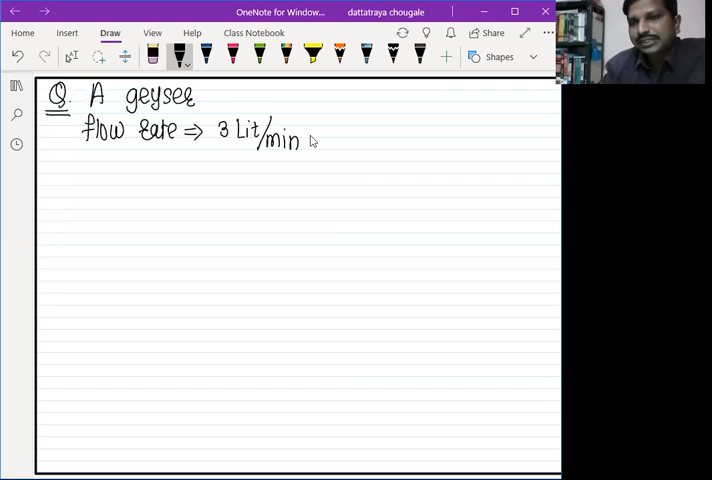 OneNote for Window...
dattatraya chougale
Home
Insert
Draw
View
Help
Class Notebook
Share
Shapes
Q. A geyser
flow rate ⇒ 3 Lit/min